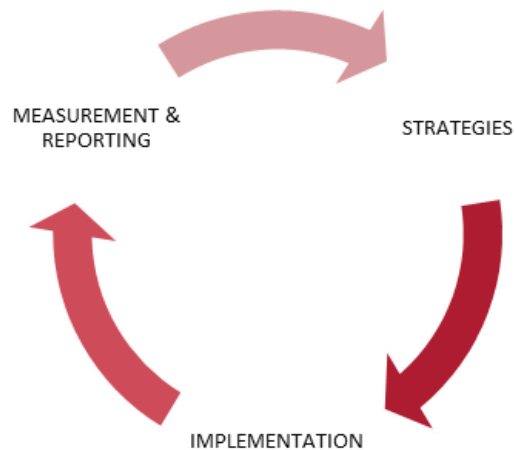 MEASUREMENT &
REPORTING
STRATEGIES
IMPLEMENTATION